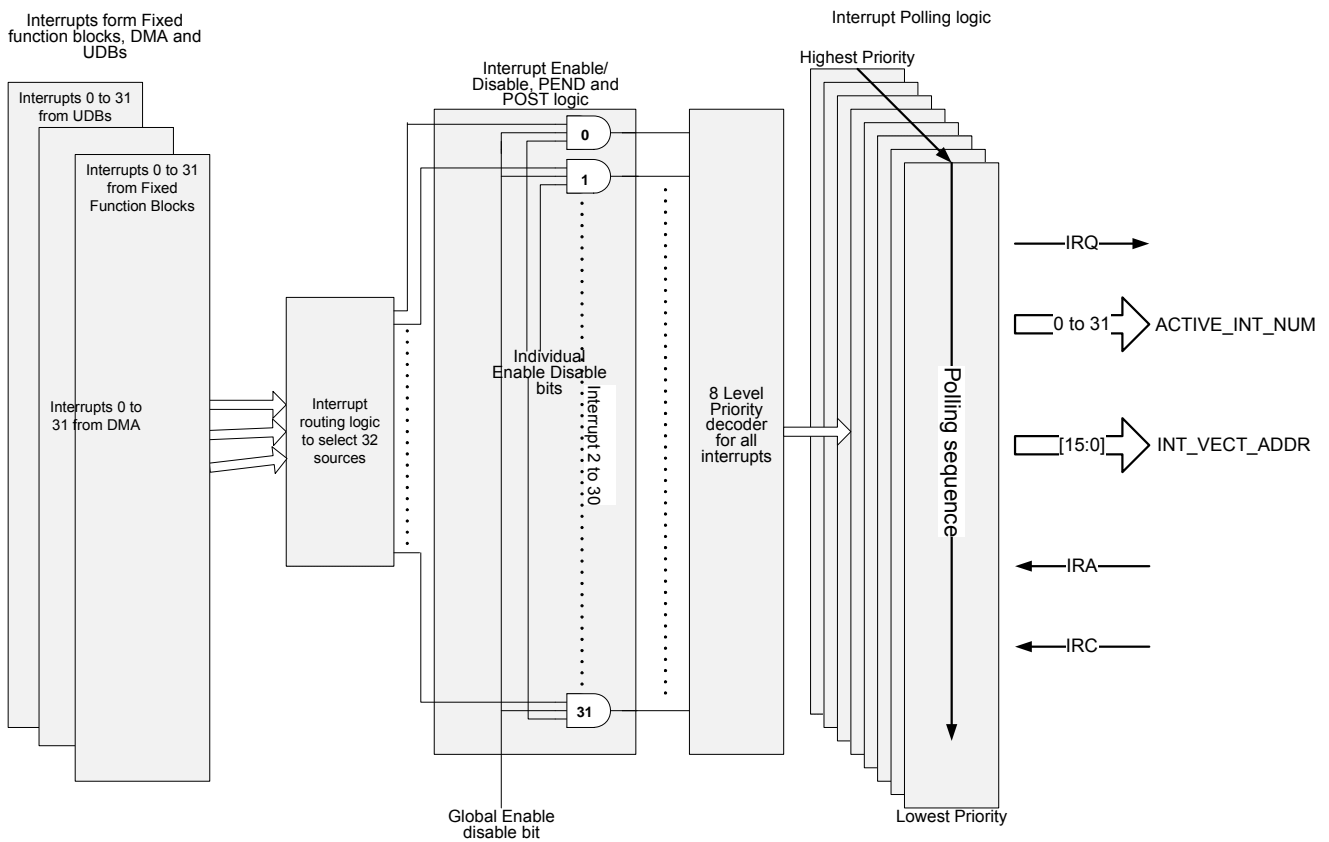 Interrupts form Fixed
function blocks, DMA and
UDBs
Interrupts 0 to 31
from UDBs
Interrupts 0 to 31
from Fixed
Function Blocks
Interrupts 0 to
31 from DMA
Interrupt
routing logic
to select 32
sources
Interrupt Enable/
Disable, PEND and
POST logic
0
1
Individual
Enable Disable
bits
Interrupt 2 to 30
31
Global Enable
disable bit
8 Level
Priority
decoder
for all
interrupts
Interrupt Polling logic
Highest Priority
Polling sequence
Lowest Priority
IRQ
0 to 31 ACTIVE_INT_NUM
[15:0] INT_VECT_ADDR
IRA
IRC